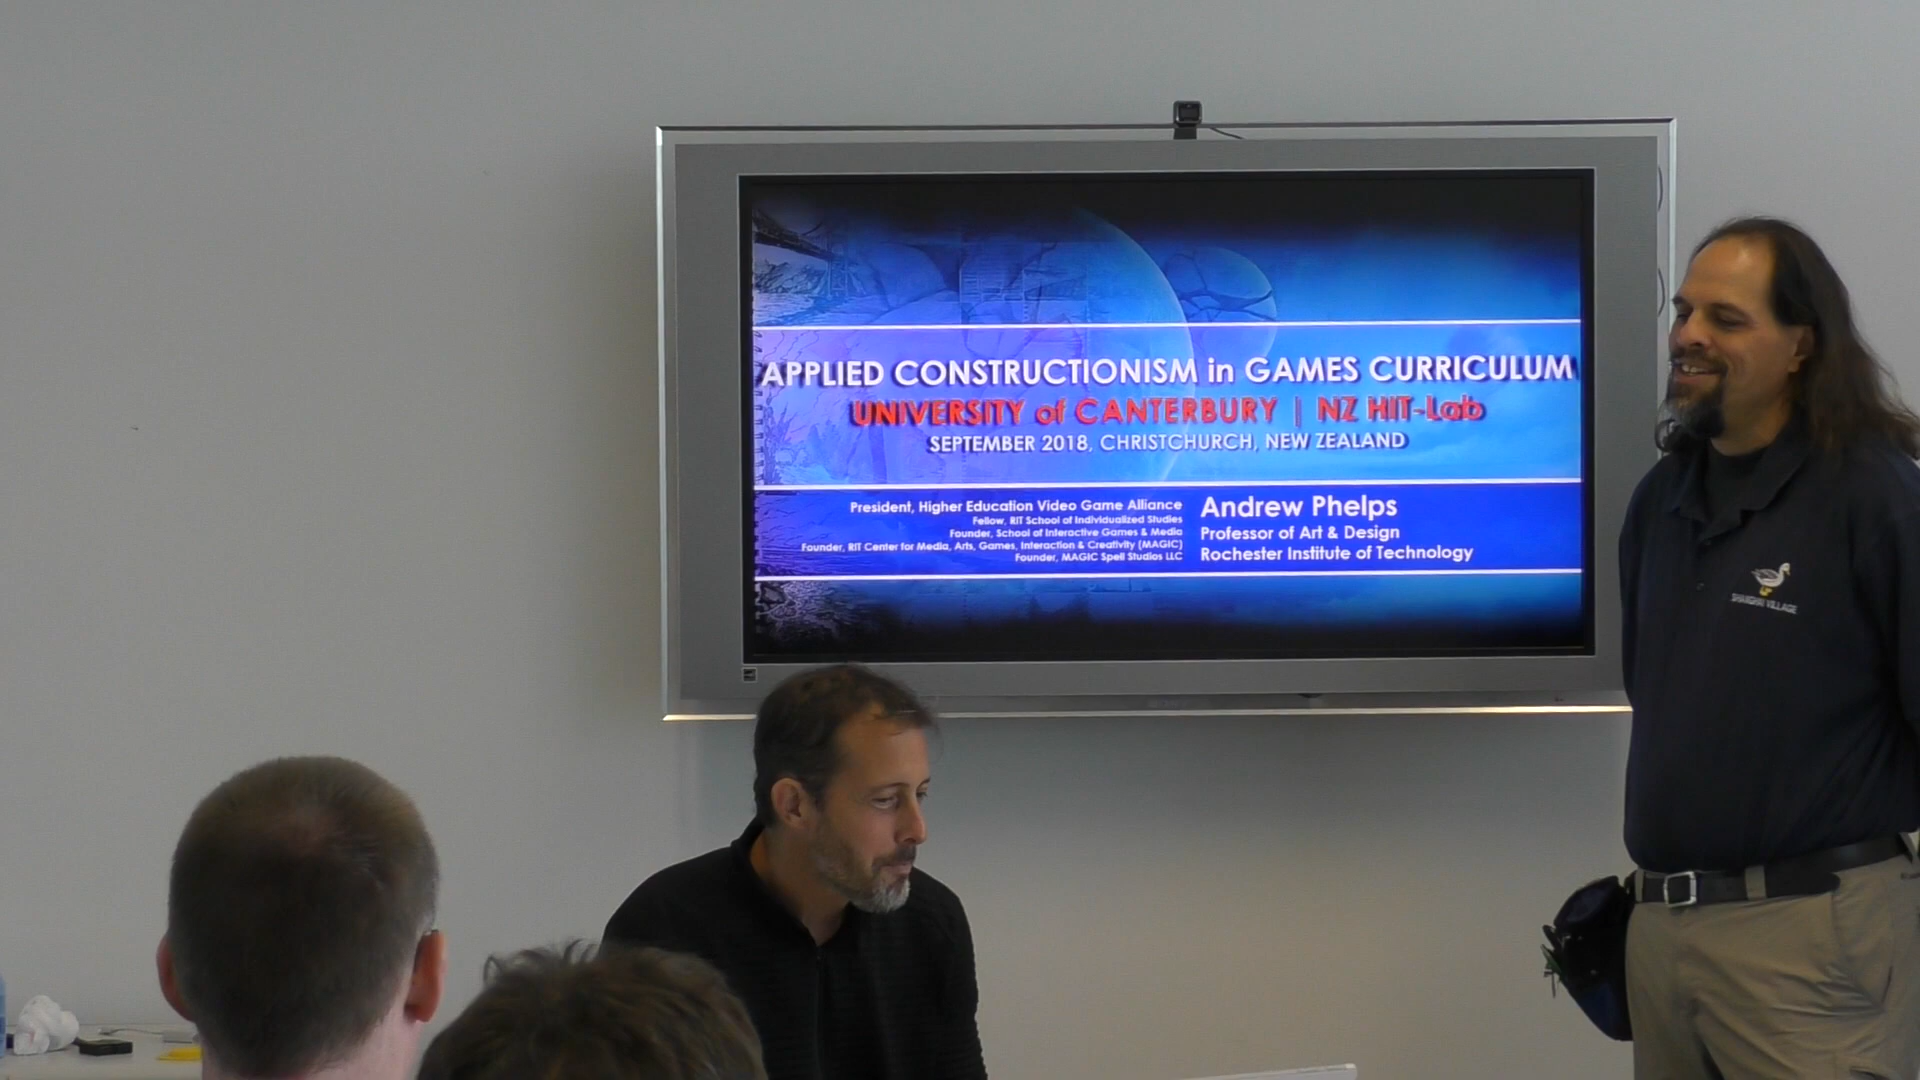 APPLIED CONSTRUCTIONISM in GAMES CURRICULUM
UNIVERSITY of CANTERBURY | NZ HIT-Lab
SEPTEMBER 2018, CHRISTCHURCH, NEW ZEALAND
President, Higher Education Video Game Alliance
Fellow, RIT School of Individualized Studies
Founder, School of Interactive Games & Media
Founder, RIT Center for Media, Arts, Games, Interaction & Creativity (MAGIC)
Founder, MAGIC Spell Studios LLC
Andrew Phelps
Professor of Art & Design
Rochester Institute of Technology
SHANGHAI VILLAGE